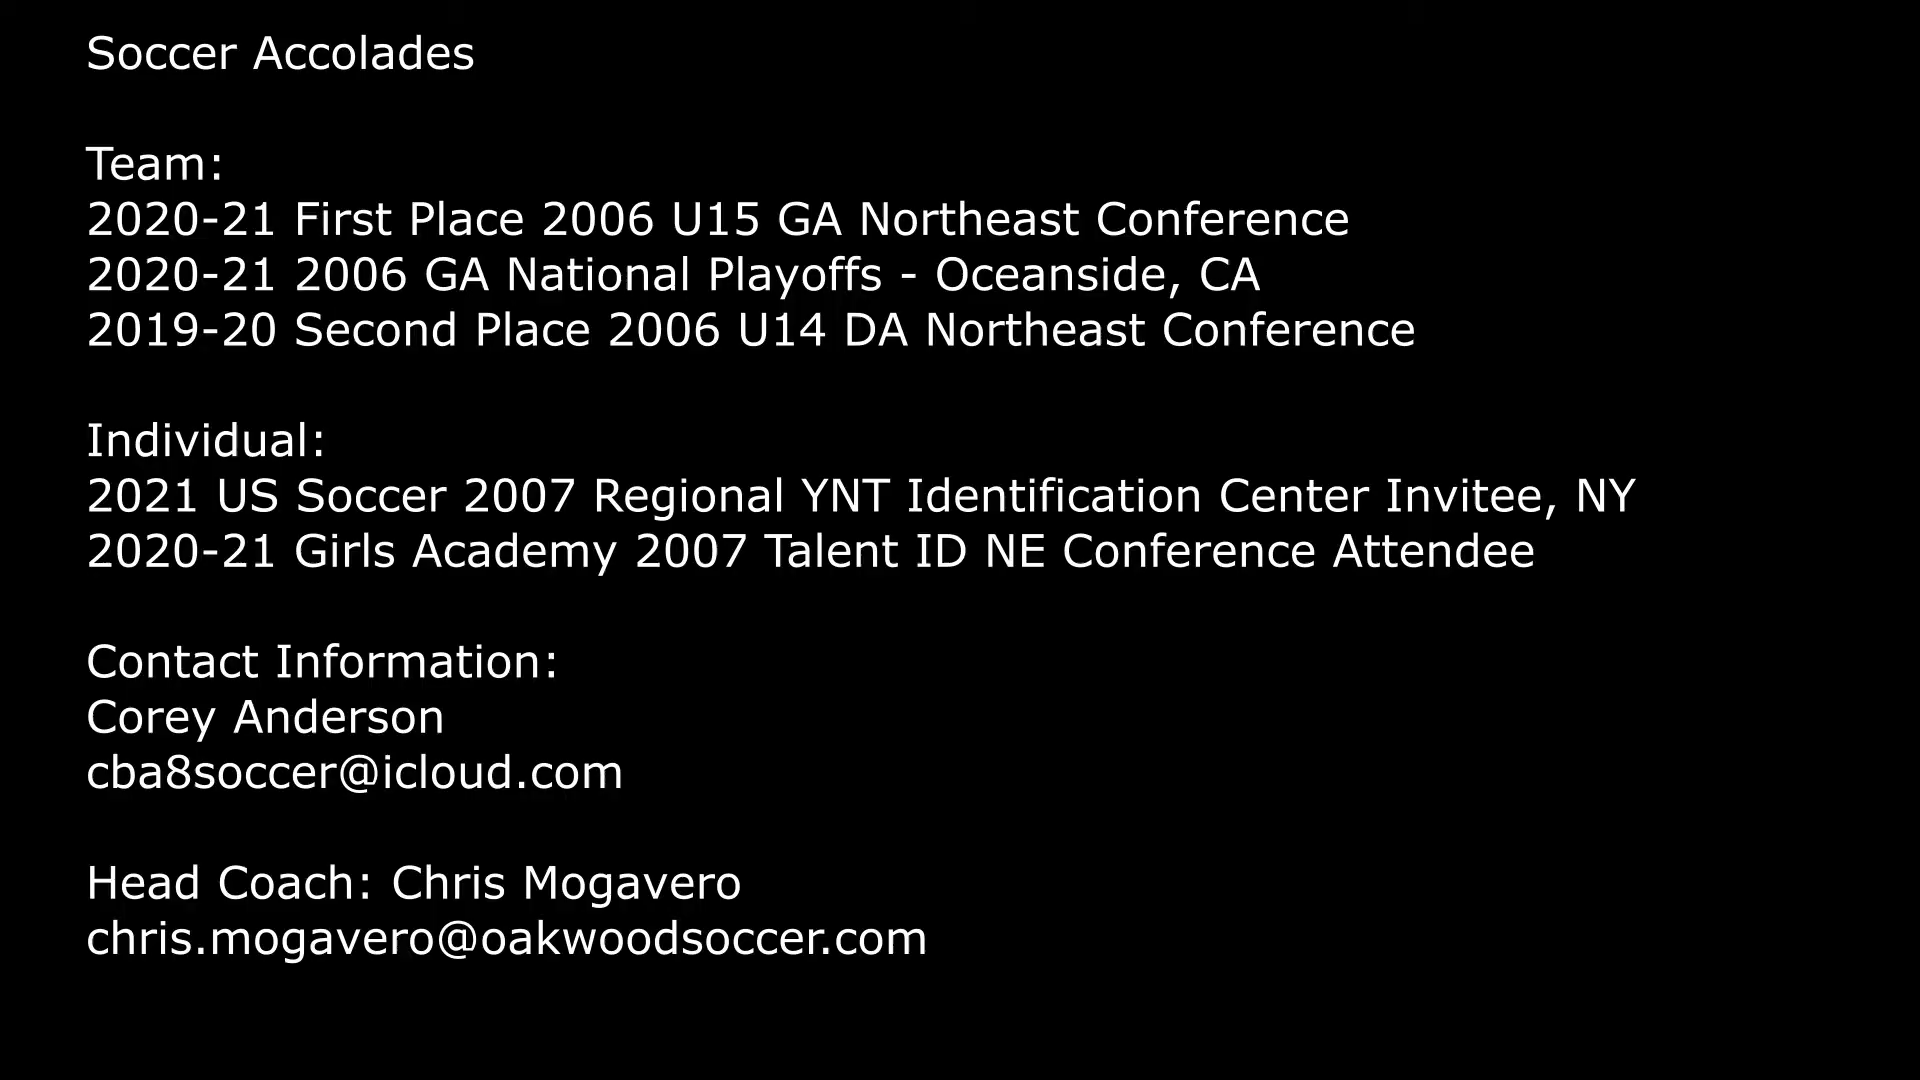 Soccer Accolades
Team:
2020-21 First Place 2006 U15 GA Northeast Conference
2020-21 2006 GA National Playoffs - Oceanside, CA
2019-20 Second Place 2006 U14 DA Northeast Conference
Individual:
2021 US Soccer 2007 Regional YNT Identification Center Invitee, NY
2020-21 Girls Academy 2007 Talent ID NE Conference Attendee
Contact Information:
Corey Anderson
cba8soccer@icloud.com
Head Coach: Chris Mogavero
chris.mogavero@oakwoodsoccer.com